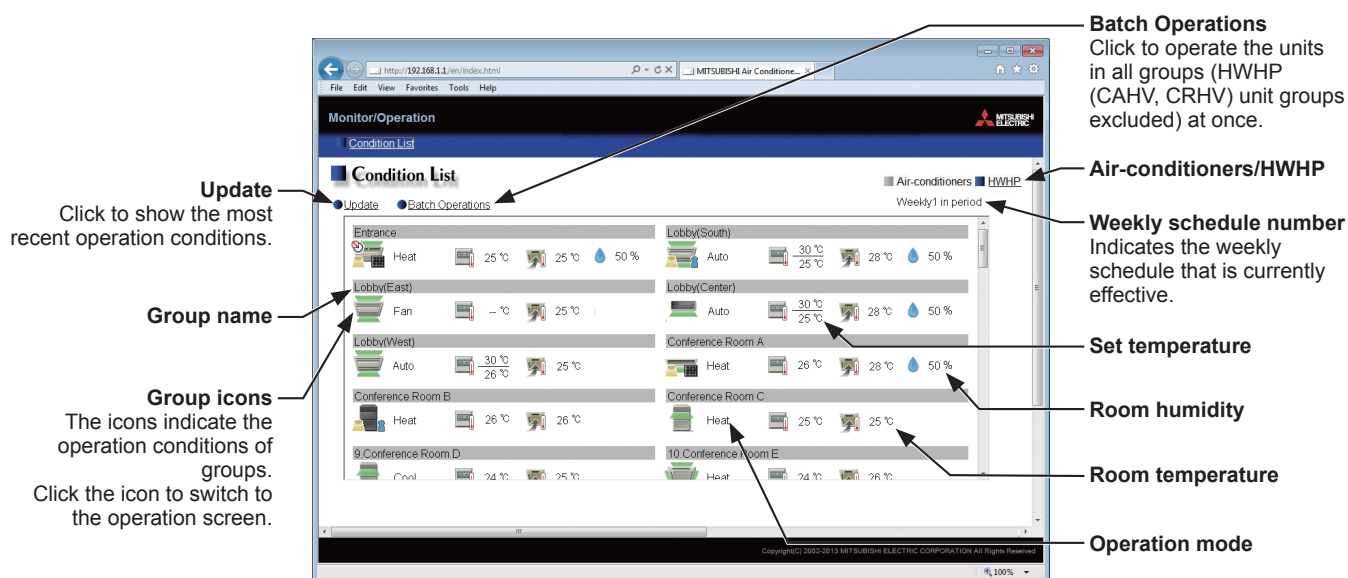 Batch Operations
Click to operate the units
in all groups (HWHP
(CAHV, CRHV) unit groups
excluded) at once.
Air-conditioners/HWHP
Weekly schedule number
Indicates the weekly
schedule that is currently
effective.
Set temperature
Room humidity
Room temperature
Operation mode
Update
Click to show the most
recent operation conditions.
Group name
Group icons
The icons indicate the
operation conditions of
groups.
Click the icon to switch to
the operation screen.
http://192.168.1.1/en/index.html
MITSUBISHI Air Conditione...
File Edit View Favorites Tools Help
Monitor/Operation
MITSUBISHI
ELECTRIC
Condition List
Condition List
Air-conditioners HWHP
Update Batch Operations
Weekly1 in period
Entrance
Heat 25 °C 25 °C 50 %
Lobby(South)
Auto 30 °C 25 °C 28 °C 50 %
Lobby(East)
Fan -- °C 25 °C
Lobby(Center)
Auto 30 °C 25 °C 28 °C 50 %
Lobby(West)
Auto 30 °C 26 °C 25 °C
Conference Room A
Heat 26 °C 28 °C 50 %
Conference Room B
Heat 26 °C 26 °C
Conference Room C
Heat 25 °C 25 °C
9.Conference Room D
Cool 24 °C 25 °C
10.Conference Room E
Heat 24 °C 26 °C
Copyright(C) 2002-2013 MITSUBISHI ELECTRIC CORPORATION All Rights Reserved
100%